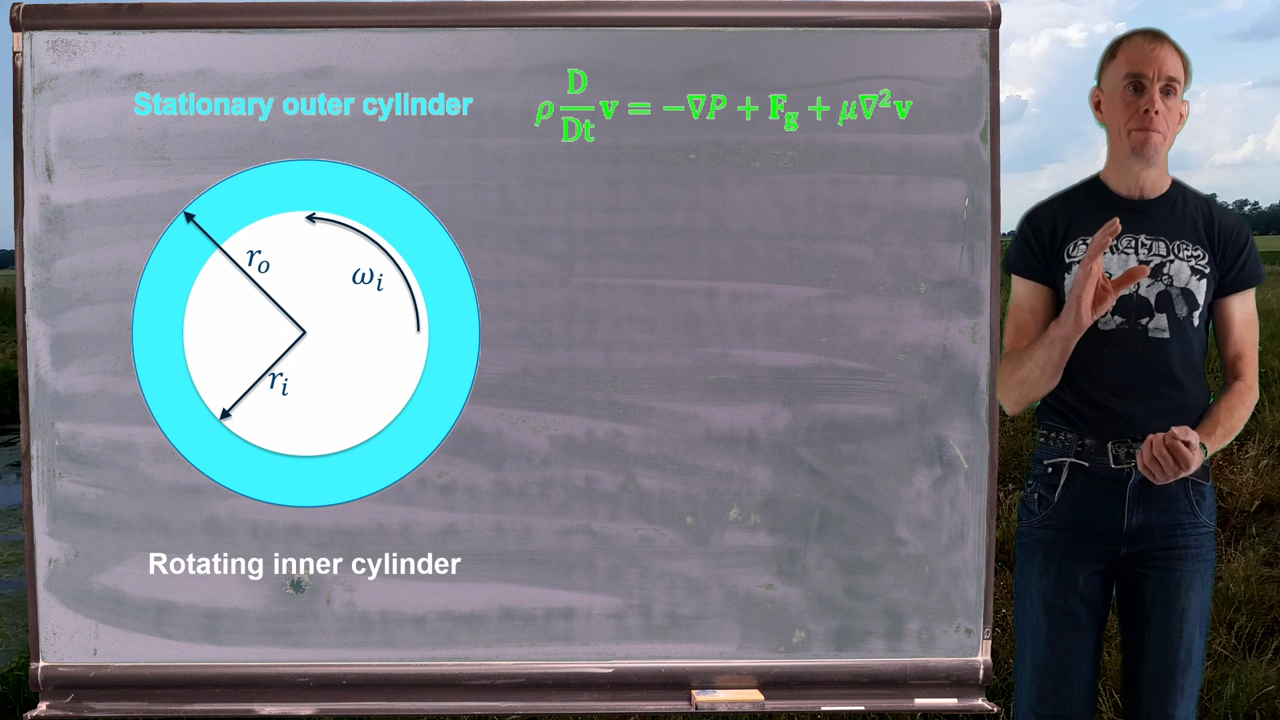 Stationary outer cylinder
ρ D/Dt v = −∇P + F_g + μ∇²v
r_o
ω_i
r_i
Rotating inner cylinder